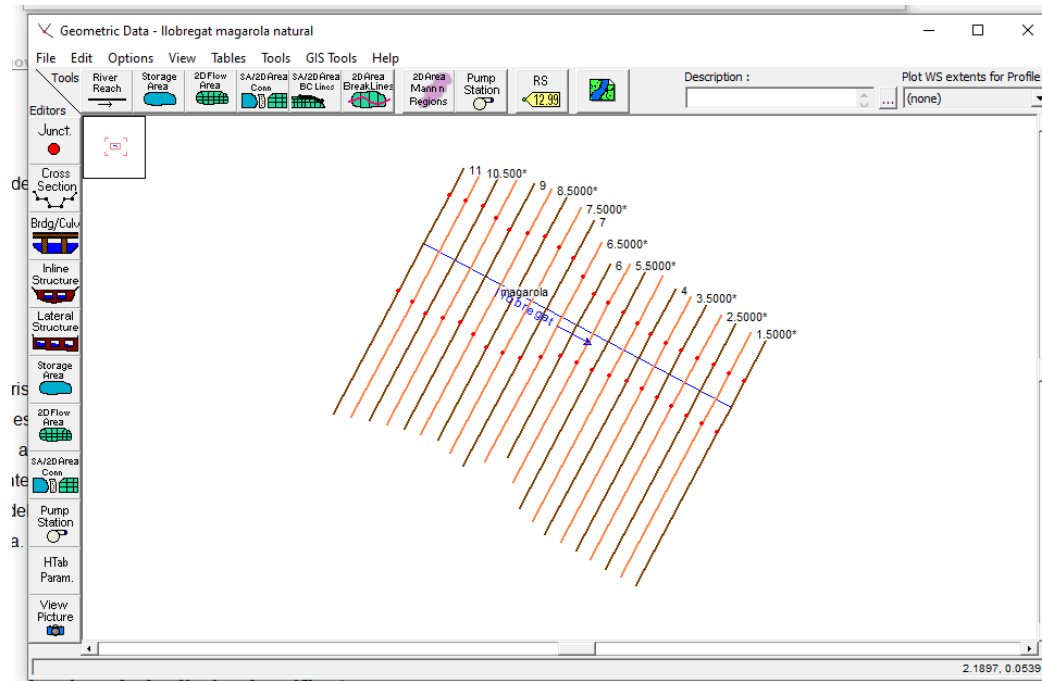 Geometric Data - llobregat magarola natural
File Edit Options View Tables Tools GIS Tools Help
Tools
Editors
River
Reach
Storage
Area
2D Flow
Area
SA/2D Area
Conn
SA/2D Area
BC Lines
2D Area
BreakLines
2D Area
Mann n
Regions
Pump
Station
RS
12.99
Description :
...
Plot WS extents for Profile:
(none)
Junct.
Cross
Section
Brdg/Culv
Inline
Structure
Lateral
Structure
Storage
Area
2D Flow
Area
SA/2D Area
Conn
Pump
Station
HTab
Param.
View
Picture
11
10.500*
9
8.5000*
7.5000*
7
6.5000*
6
5.5000*
4
3.5000*
2.5000*
1.5000*
magarola
llobregat
2.1897, 0.0539